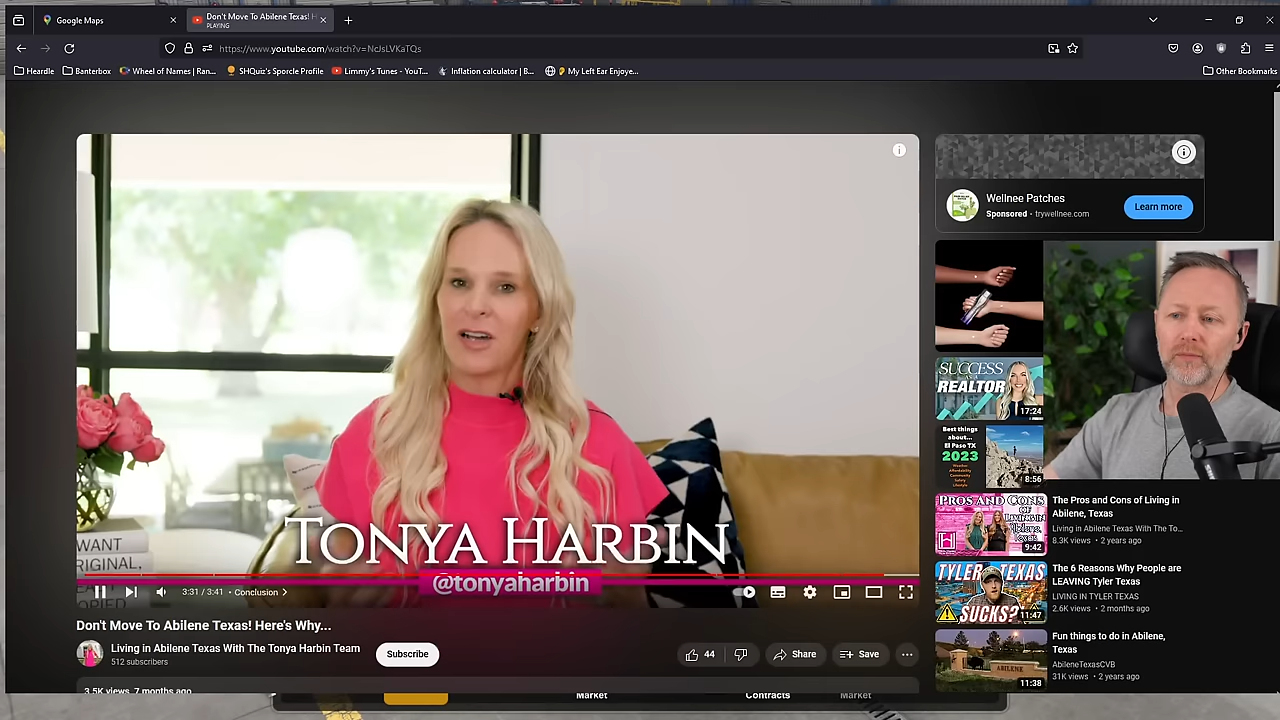 Google Maps
Don't Move To Abilene Texas! H
PLAYING
https://www.youtube.com/watch?v=NcJsLVKaTQs
Heardle
Banterbox
Wheel of Names | Ran...
SHQuiz's Sporcle Profile
Limmy's Tunes - YouT...
Inflation calculator | B...
My Left Ear Enjoye...
Other Bookmarks
Wellnee Patches
Sponsored · trywellnee.com
Learn more
SUCCESS
REALTOR
17:24
Best things
about...
El Paso TX
2023
Weather
Affordability
Community
Safety
Lifestyle
8:56
WANT
RIGINAL,
TONYA HARBIN
@tonyaharbin
3:31 / 3:41 • Conclusion
PROS AND CONS
OF
9:42
The Pros and Cons of Living in
Abilene, Texas
Living in Abilene Texas With The To...
8.3K views • 2 years ago
TYLER TEXAS
SUCKS?
11:47
The 6 Reasons Why People are
LEAVING Tyler Texas
LIVING IN TYLER TEXAS
2.6K views • 2 months ago
ABILENE
11:38
Fun things to do in Abilene,
Texas
AbileneTexasCVB
31K views • 2 years ago
Don't Move To Abilene Texas! Here's Why...
Living in Abilene Texas With The Tonya Harbin Team
512 subscribers
Subscribe
44
Share
Save
3.5K views 7 months ago
Market
Contracts
Market